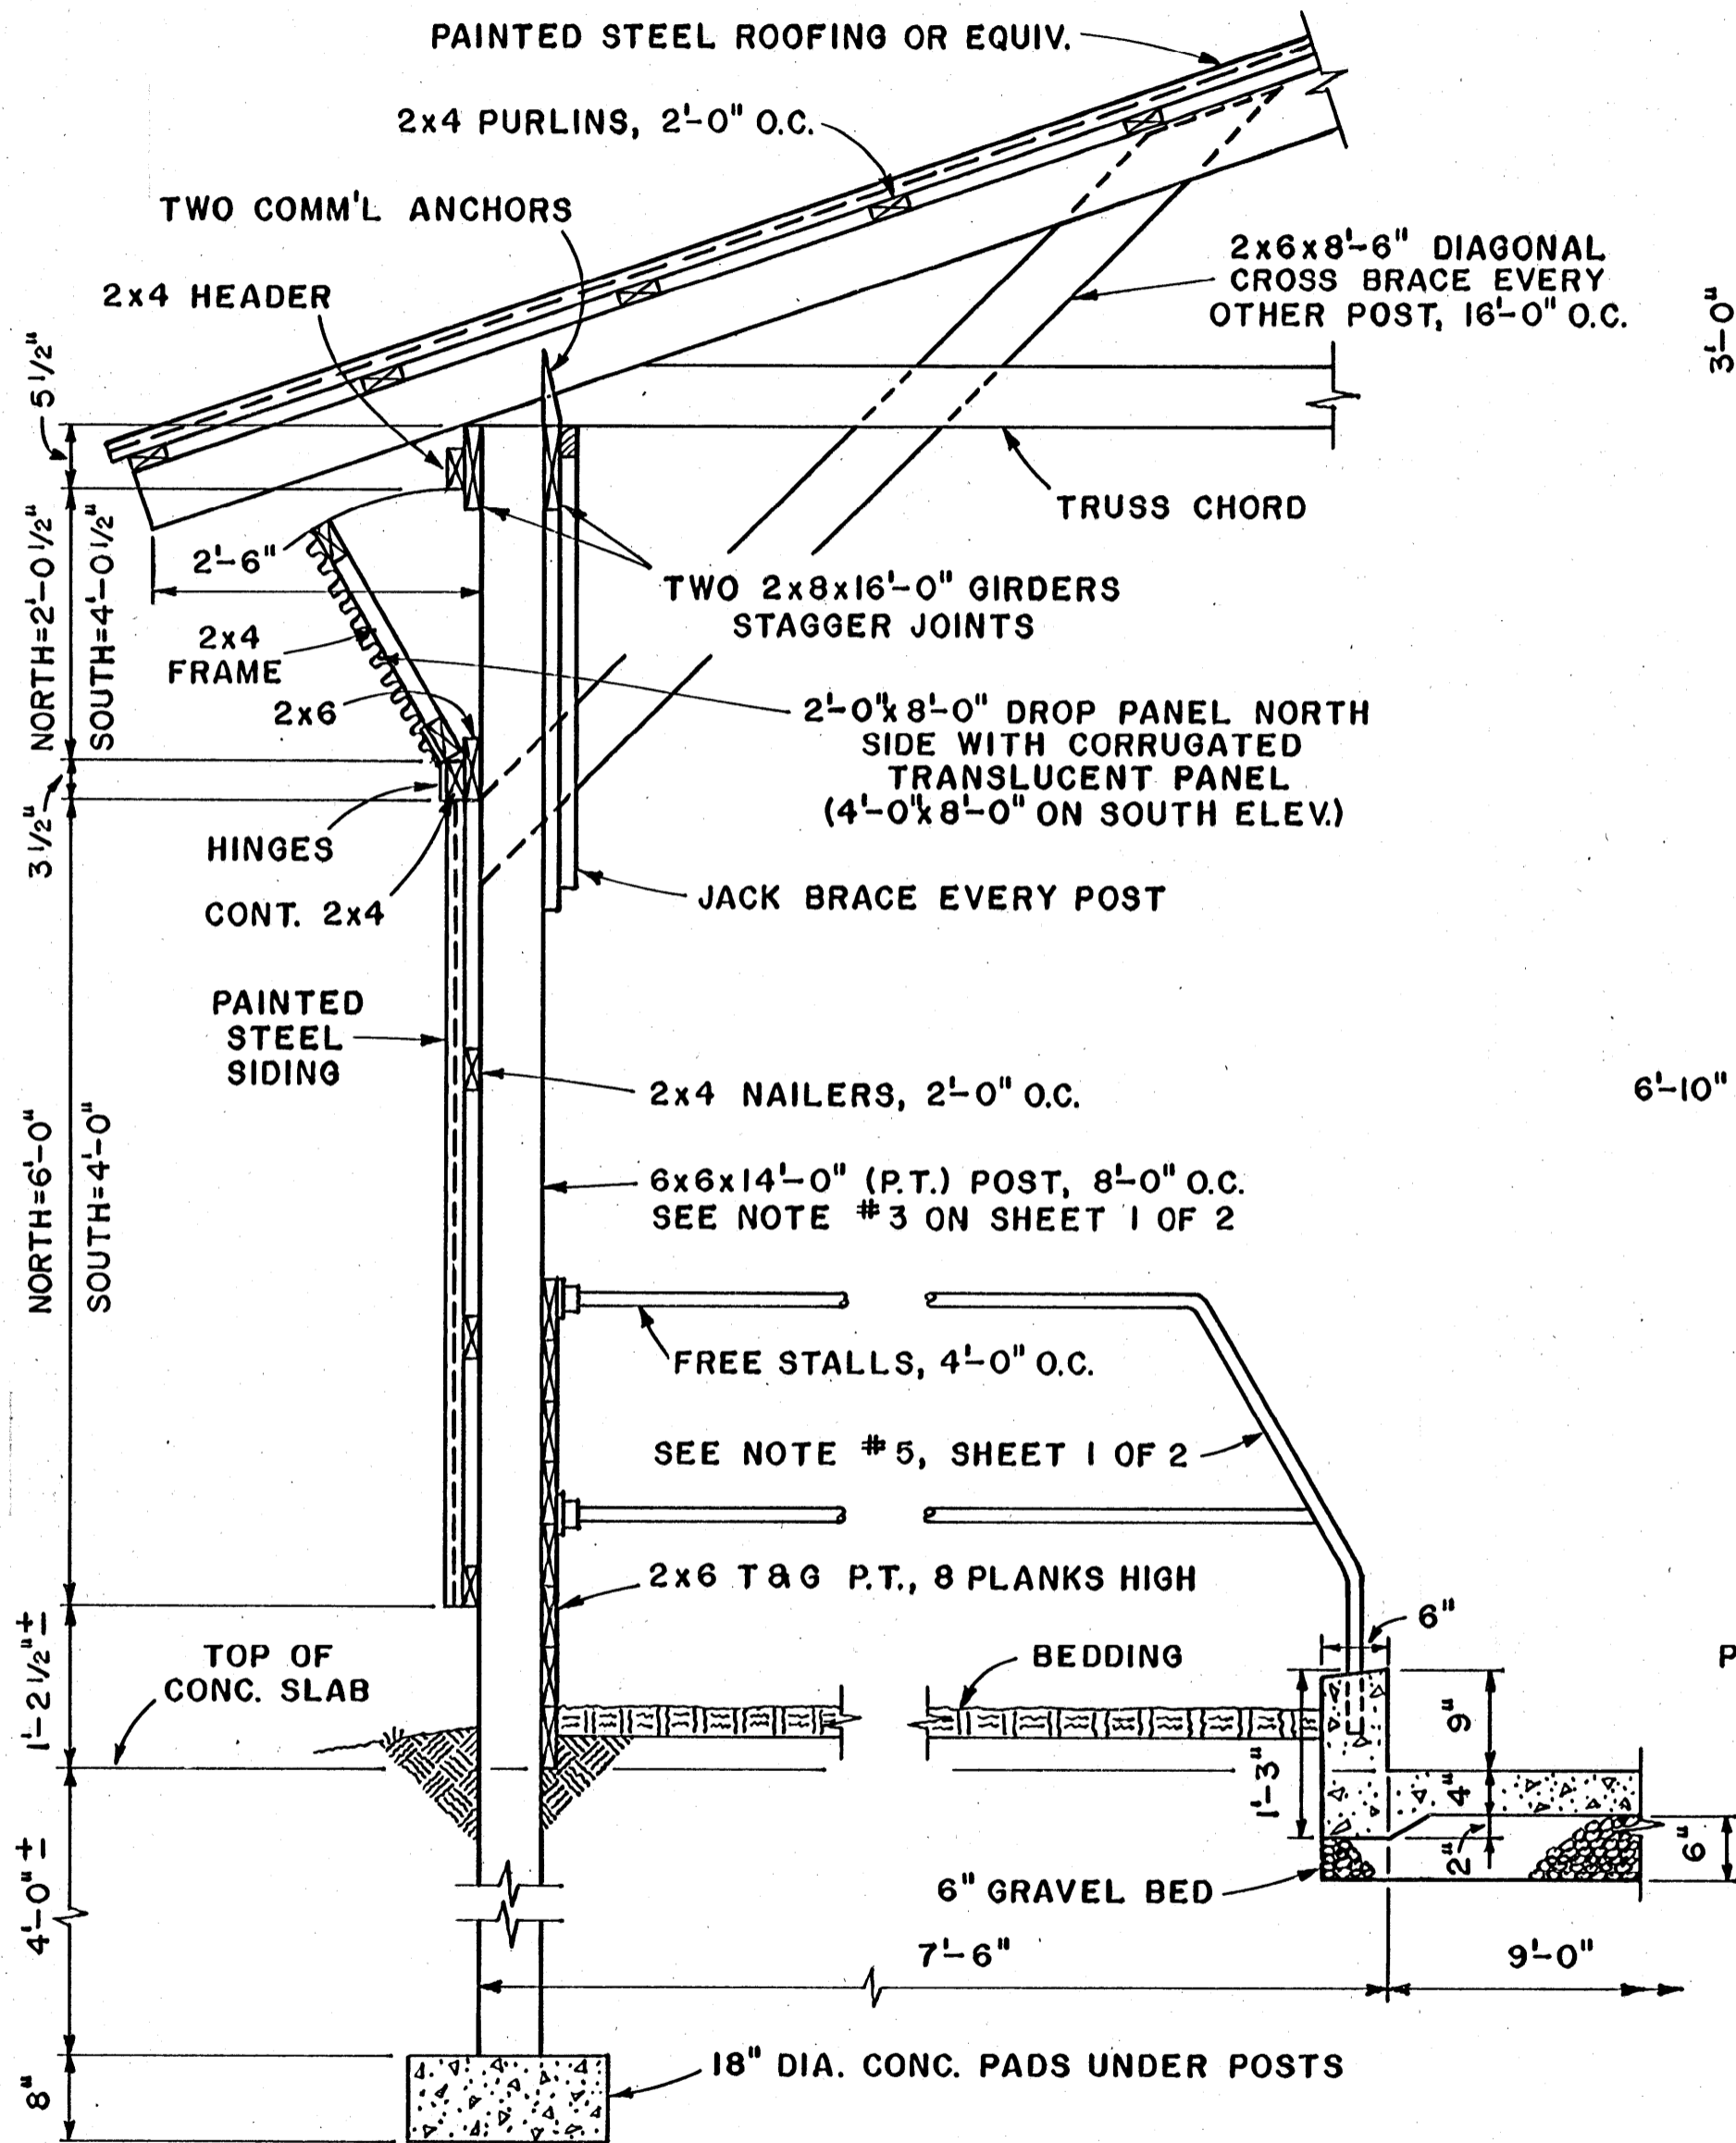 PAINTED STEEL ROOFING OR EQUIV.
2x4 PURLINS, 2'-0" O.C.
TWO COMM'L ANCHORS
2x4 HEADER
2x6x8'-6" DIAGONAL
CROSS BRACE EVERY
OTHER POST, 16'-0" O.C.
3'-0"
5 1/2"
TRUSS CHORD
NORTH=2'-0 1/2"
SOUTH=4'-0 1/2"
2'-6"
TWO 2x8x16'-0" GIRDERS
STAGGER JOINTS
2x4
FRAME
2x6
2'-0"x8'-0" DROP PANEL NORTH
SIDE WITH CORRUGATED
TRANSLUCENT PANEL
(4'-0"x8'-0" ON SOUTH ELEV.)
3 1/2"
HINGES
CONT. 2x4
JACK BRACE EVERY POST
PAINTED
STEEL
SIDING
2x4 NAILERS, 2'-0" O.C.
6'-10"
NORTH=6'-0"
SOUTH=4'-0"
6x6x14'-0" (P.T.) POST, 8'-0" O.C.
SEE NOTE #3 ON SHEET 1 OF 2
FREE STALLS, 4'-0" O.C.
SEE NOTE #5, SHEET 1 OF 2
2x6 T&G P.T., 8 PLANKS HIGH
6"
1'-2 1/2"±
TOP OF
CONC. SLAB
BEDDING
P
9"
1'-3"
4"
2"
6"
4'-0"±
6" GRAVEL BED
7'-6"
9'-0"
8"
18" DIA. CONC. PADS UNDER POSTS